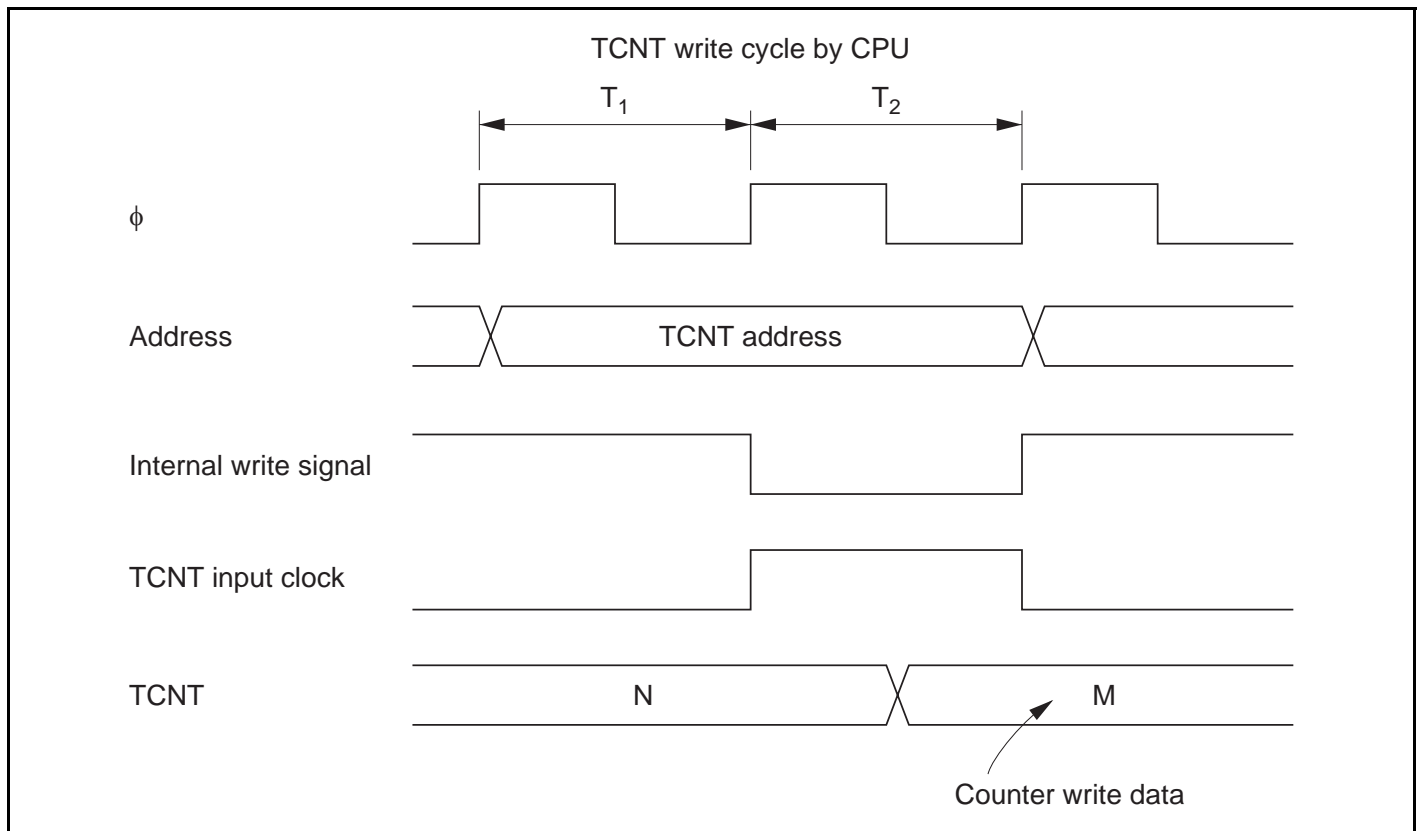 TCNT write cycle by CPU
T1 T2
ϕ
Address TCNT address
Internal write signal
TCNT input clock
TCNT N M
Counter write data